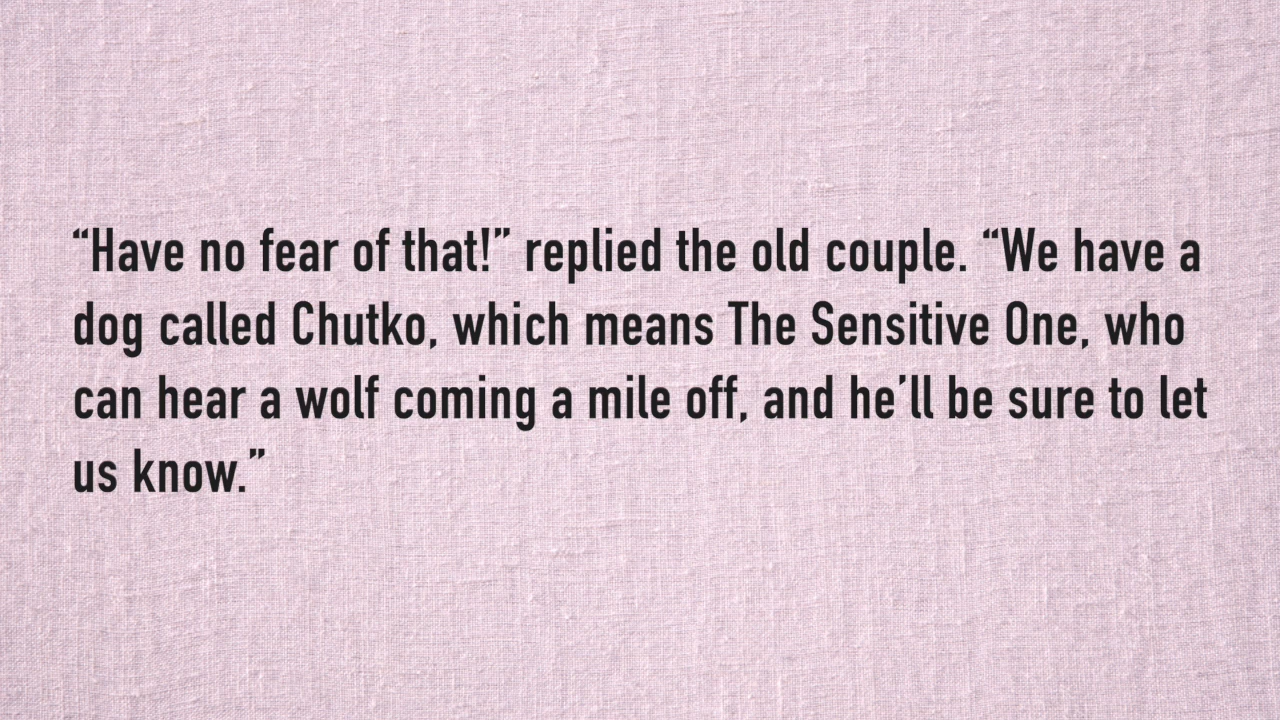 “Have no fear of that!” replied the old couple. “We have a
dog called Chutko, which means The Sensitive One, who
can hear a wolf coming a mile off, and he’ll be sure to let
us know.”